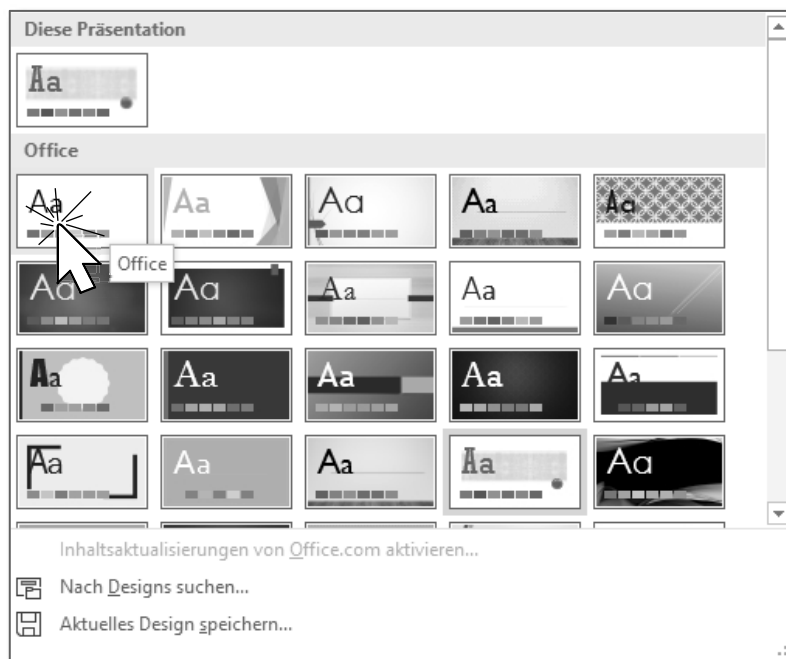 Diese Präsentation
Aa
Office
Aa Aa Aa Aa Aa
Office
Aa Aa Aa Aa Aa
Aa Aa Aa Aa Aa
Aa Aa Aa Aa Aa
Inhaltsaktualisierungen von Office.com aktivieren...
Nach Designs suchen...
Aktuelles Design speichern...